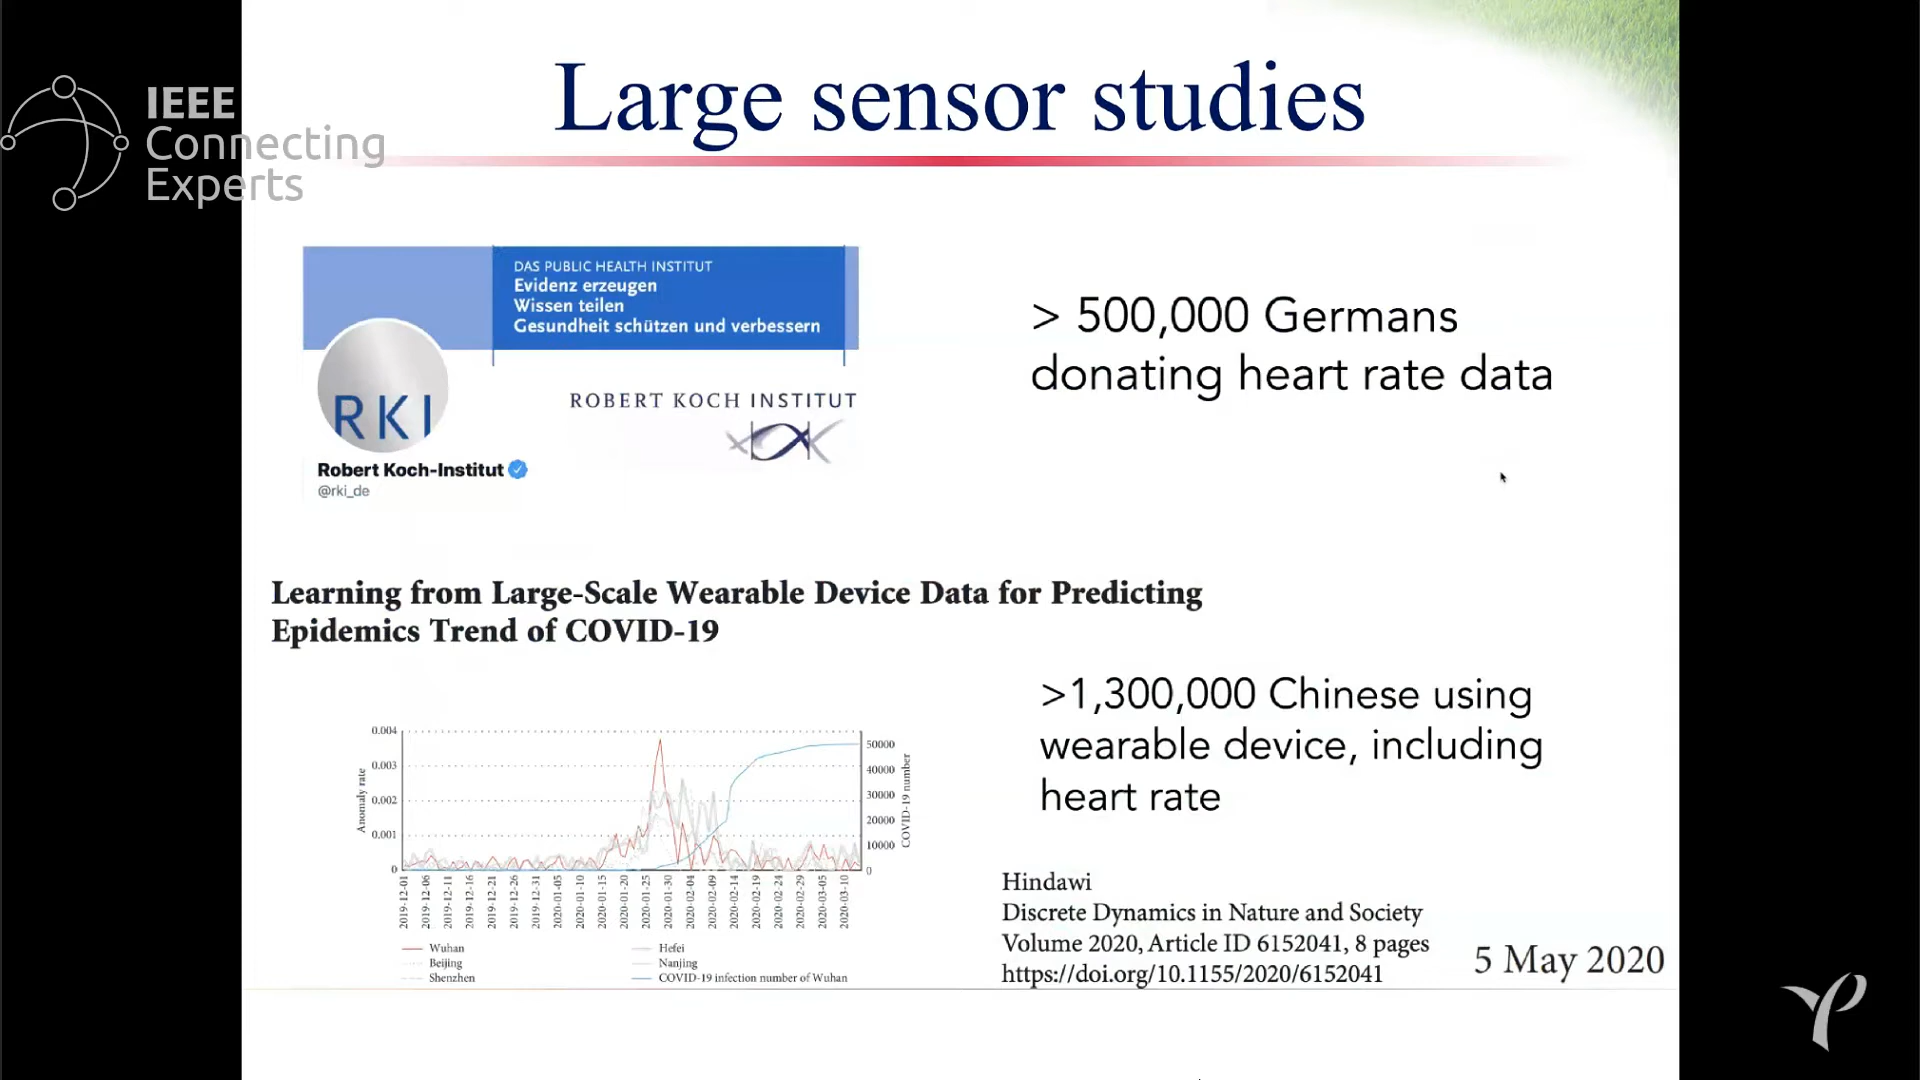 IEEE
Connecting
Experts
Large sensor studies
DAS PUBLIC HEALTH INSTITUT
Evidenz erzeugen
Wissen teilen
Gesundheit schützen und verbessern
RKI
ROBERT KOCH INSTITUT
Robert Koch-Institut
@rki_de
> 500,000 Germans
donating heart rate data
Learning from Large-Scale Wearable Device Data for Predicting
Epidemics Trend of COVID-19
>1,300,000 Chinese using
wearable device, including
heart rate
Anomaly rate
0.004
0.003
0.002
0.001
0
50000
40000
30000
20000
10000
0
COVID-19 number
2019-12-01
2019-12-06
2019-12-11
2019-12-16
2019-12-21
2019-12-26
2019-12-31
2020-01-05
2020-01-10
2020-01-15
2020-01-20
2020-01-25
2020-01-30
2020-02-04
2020-02-09
2020-02-14
2020-02-19
2020-02-24
2020-02-29
2020-03-05
2020-03-10
Wuhan
Beijing
Shenzhen
Hefei
Nanjing
COVID-19 infection number of Wuhan
Hindawi
Discrete Dynamics in Nature and Society
Volume 2020, Article ID 6152041, 8 pages
https://doi.org/10.1155/2020/6152041
5 May 2020